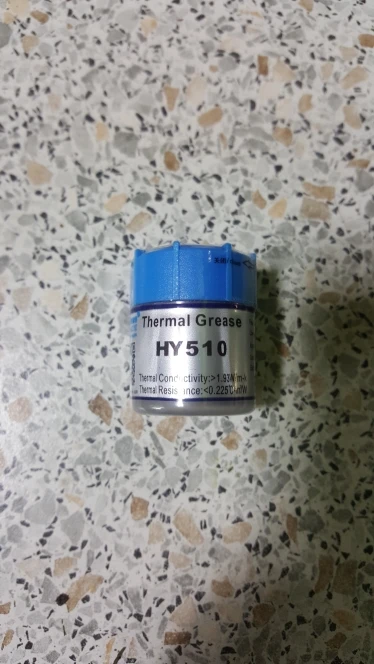 Thermal Grease
HY510
Thermal Conductivity:>1.93W/m-k
Thermal Resistance:<0.225℃-in²/W